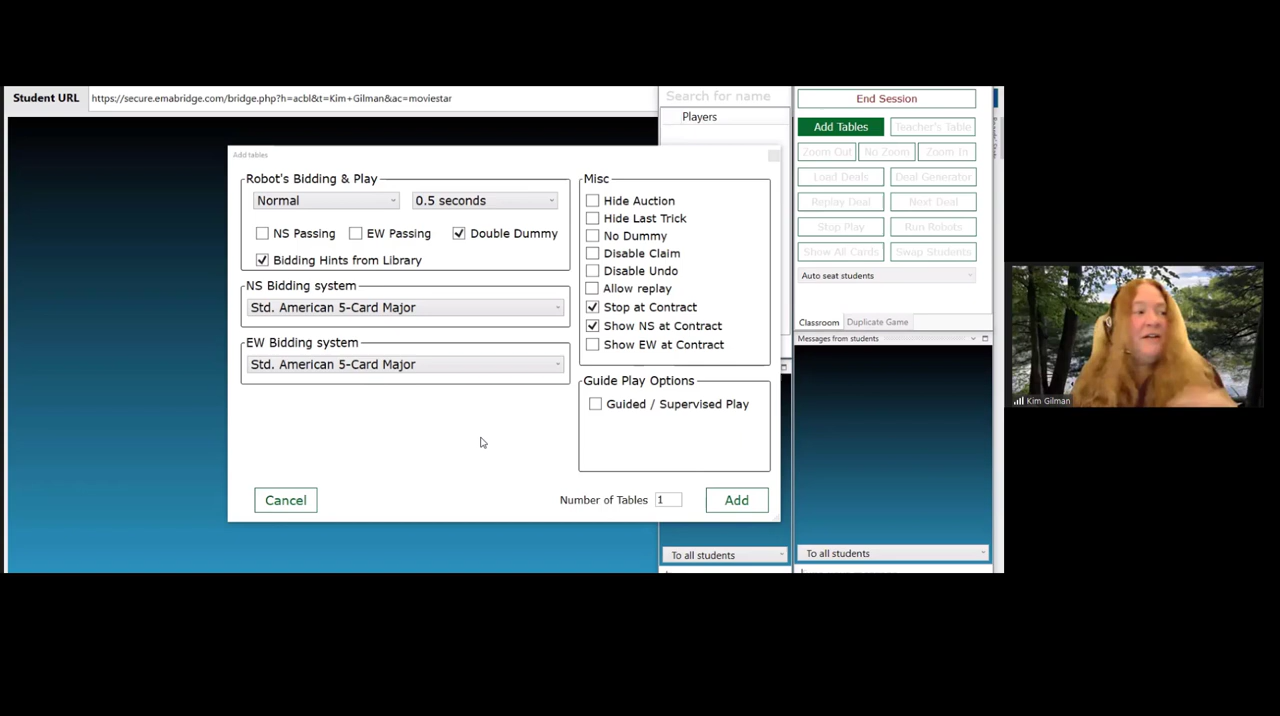 Student URL
https://secure.emabridge.com/bridge.php?h=acbl&t=Kim+Gilman&ac=moviestar
Search for name
Players
End Session
Add Tables
Teacher's Table
Zoom Out
No Zoom
Zoom In
Load Deals
Deal Generator
Replay Deal
Next Deal
Stop Play
Run Robots
Show All Cards
Swap Students
Auto seat students
Classroom
Duplicate Game
Messages from students
To all students
To all students
Add tables
Robot's Bidding & Play
Normal
0.5 seconds
NS Passing
EW Passing
Double Dummy
Bidding Hints from Library
NS Bidding system
Std. American 5-Card Major
EW Bidding system
Std. American 5-Card Major
Misc
Hide Auction
Hide Last Trick
No Dummy
Disable Claim
Disable Undo
Allow replay
Stop at Contract
Show NS at Contract
Show EW at Contract
Guide Play Options
Guided / Supervised Play
Cancel
Number of Tables 1
Add
Kim Gilman